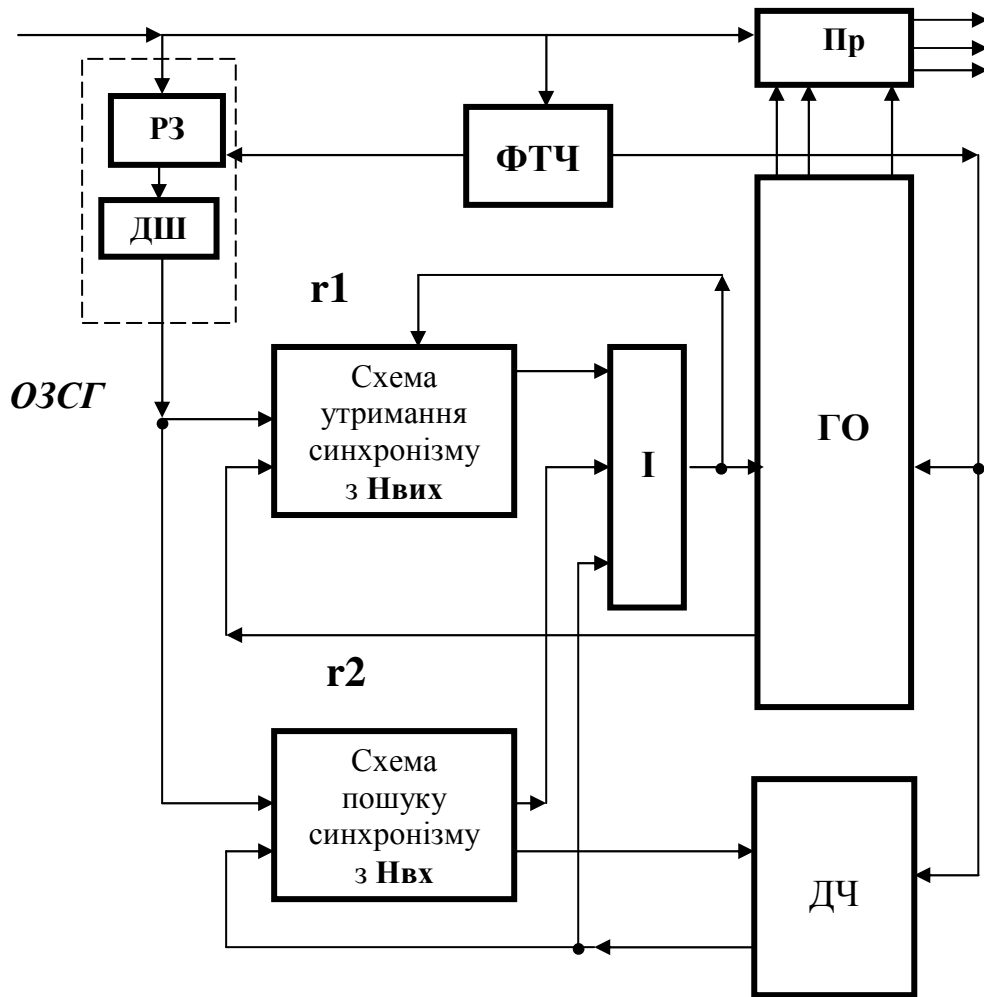 Пр
РЗ
ФТЧ
ДШ
r1
ОЗСГ
Схема
утримання
синхронізму
з Нвих
І
ГО
r2
Схема
пошуку
синхронізму
з Нвх
ДЧ